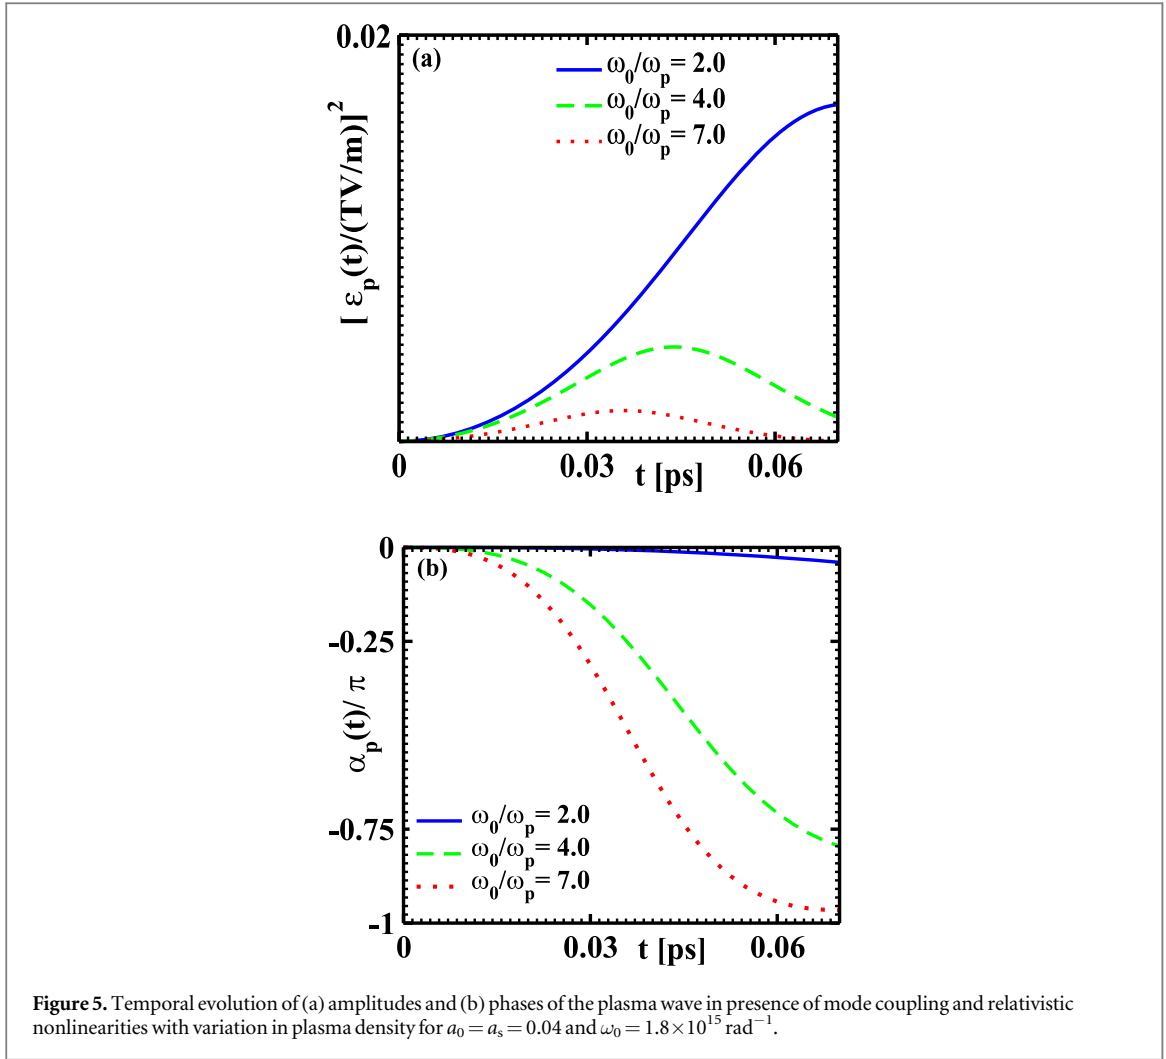 0.02
(a)
ω₀/ωₚ= 2.0
ω₀/ωₚ= 4.0
ω₀/ωₚ= 7.0
[ εₚ(t)/(TV/m)]²
0 0.03 0.06
t [ps]
0
(b)
-0.25
αₚ(t)/ π
-0.75
ω₀/ωₚ= 2.0
ω₀/ωₚ= 4.0
ω₀/ωₚ= 7.0
-1
0 0.03 0.06
t [ps]
Figure 5. Temporal evolution of (a) amplitudes and (b) phases of the plasma wave in presence of mode coupling and relativistic
nonlinearities with variation in plasma density for a₀ = aₛ = 0.04 and ω₀ = 1.8×10¹⁵ rad⁻¹.